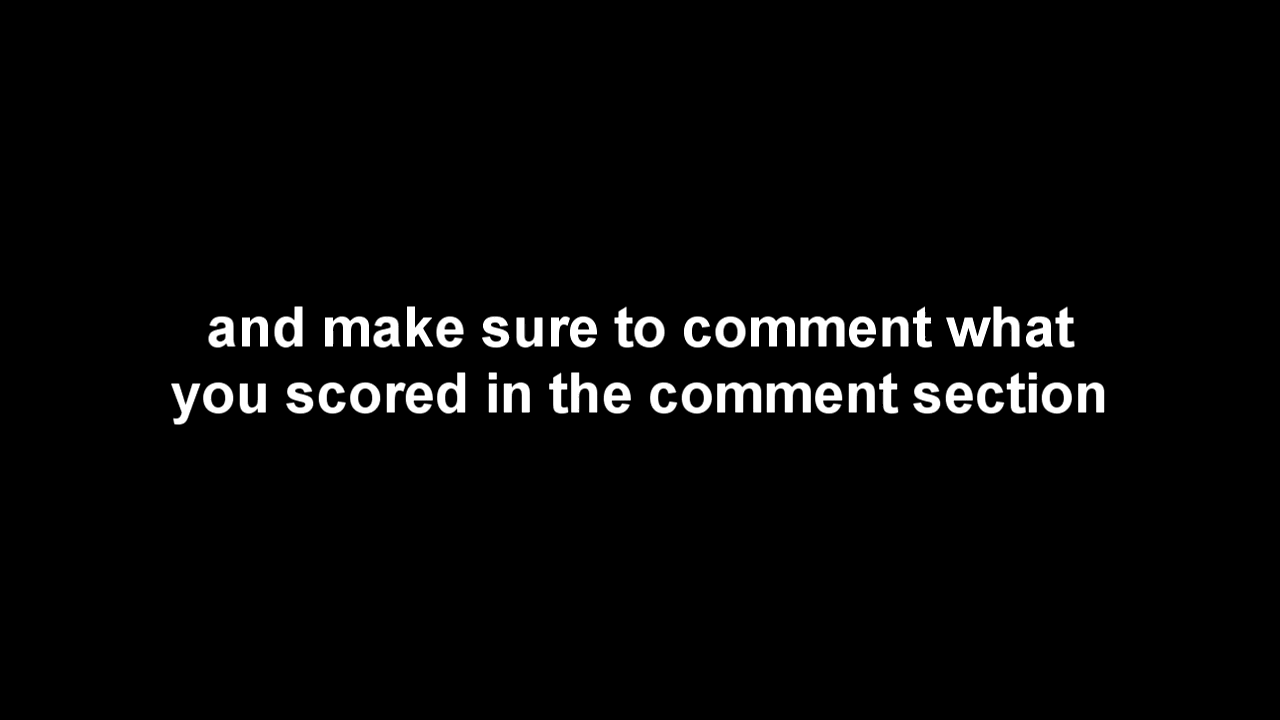 and make sure to comment what
you scored in the comment section